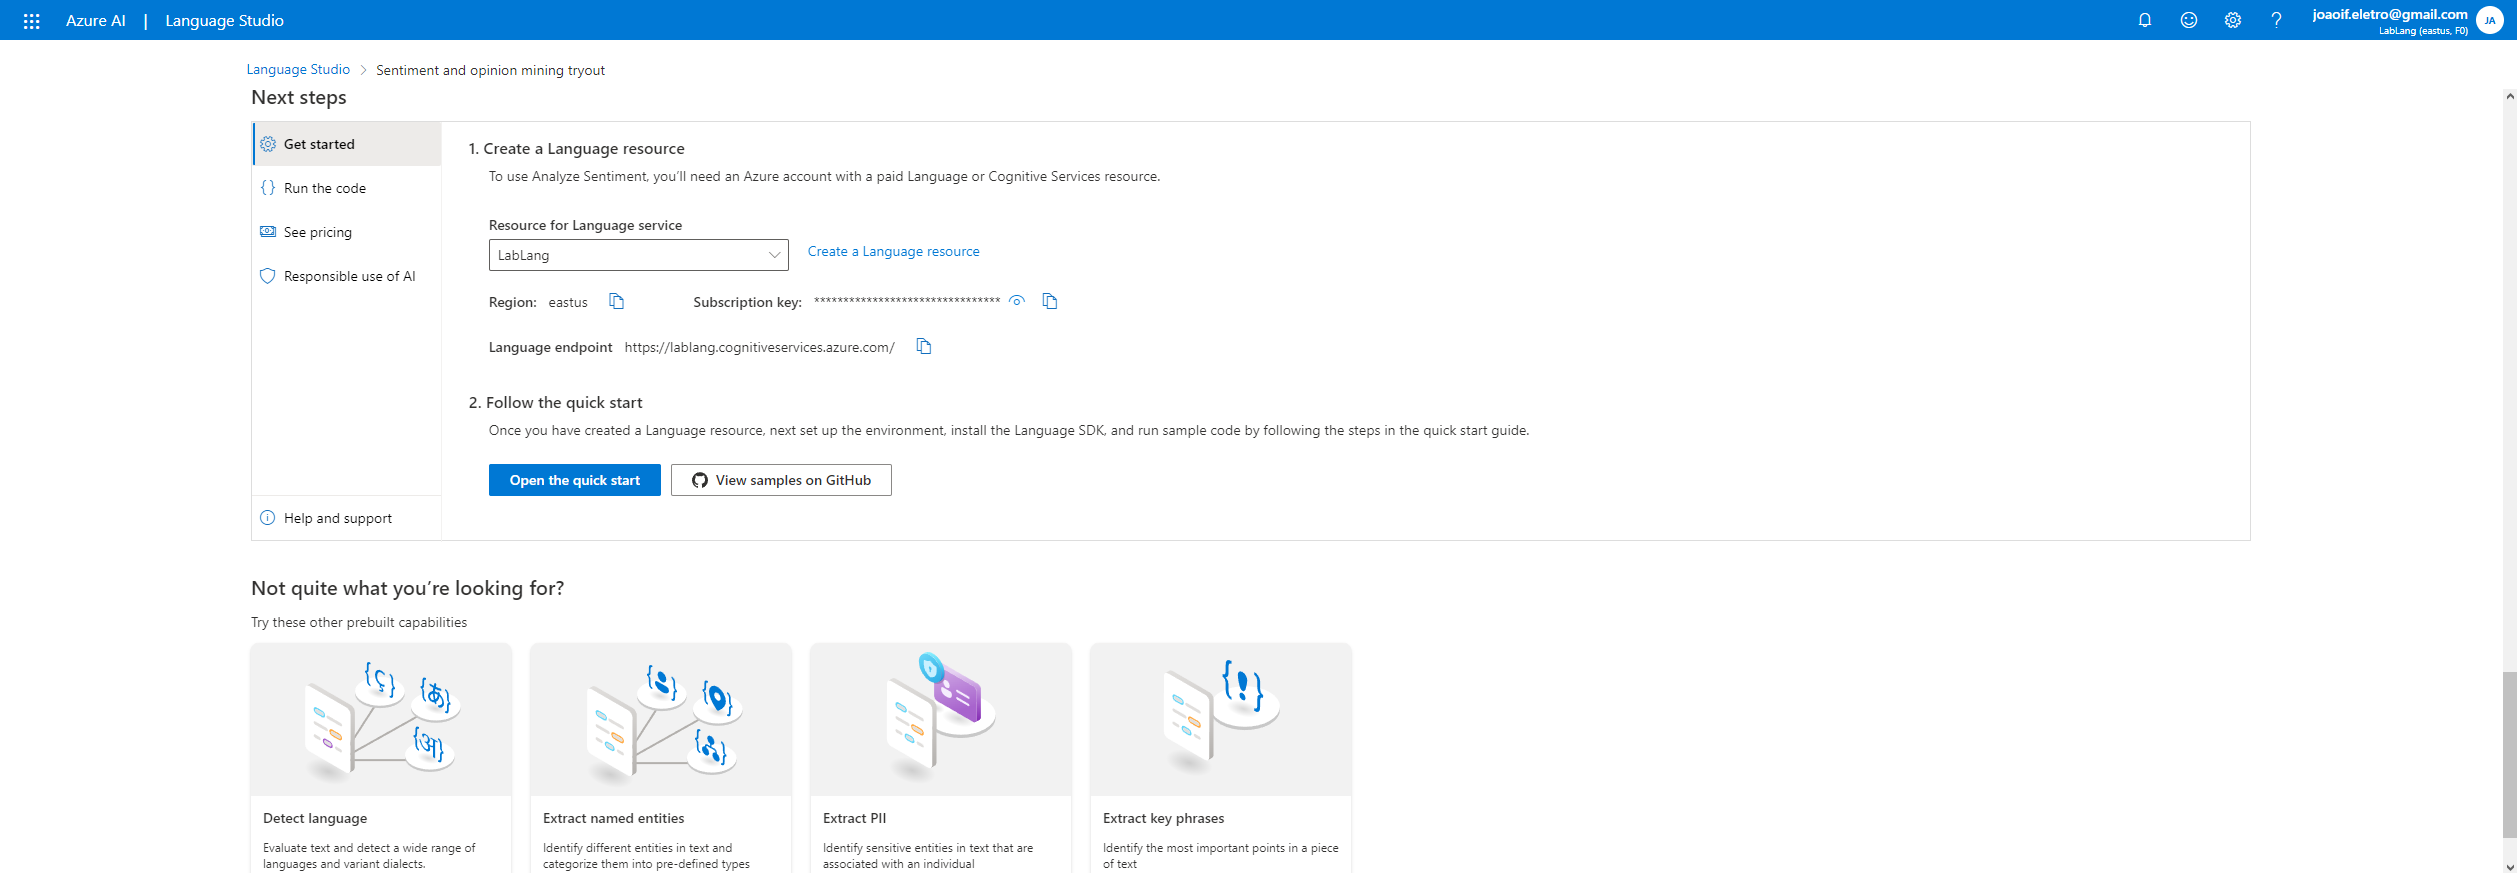 Azure AI | Language Studio
joaoif.eletro@gmail.com
LabLang (eastus, F0)
JA
Language Studio > Sentiment and opinion mining tryout
Next steps
Get started
Run the code
See pricing
Responsible use of AI
Help and support
1. Create a Language resource
To use Analyze Sentiment, you’ll need an Azure account with a paid Language or Cognitive Services resource.
Resource for Language service
LabLang
Create a Language resource
Region: eastus
Subscription key: ********************************
Language endpoint https://lablang.cognitiveservices.azure.com/
2. Follow the quick start
Once you have created a Language resource, next set up the environment, install the Language SDK, and run sample code by following the steps in the quick start guide.
Open the quick start
View samples on GitHub
Not quite what you’re looking for?
Try these other prebuilt capabilities
{ç}
{あ}
{अ}
{!}
Detect language
Evaluate text and detect a wide range of
languages and variant dialects.
Extract named entities
Identify different entities in text and
categorize them into pre-defined types
Extract PII
Identify sensitive entities in text that are
associated with an individual
Extract key phrases
Identify the most important points in a piece
of text